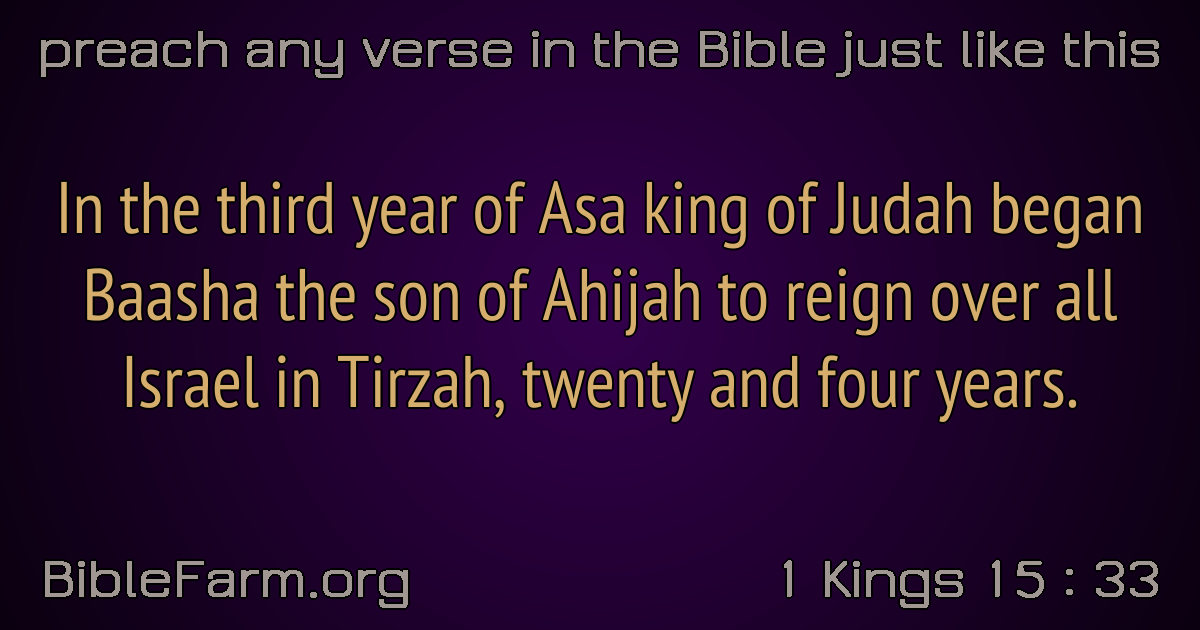 preach any verse in the Bible just like this
In the third year of Asa king of Judah began
Baasha the son of Ahijah to reign over all
Israel in Tirzah, twenty and four years.
BibleFarm.org
1 Kings 15 : 33